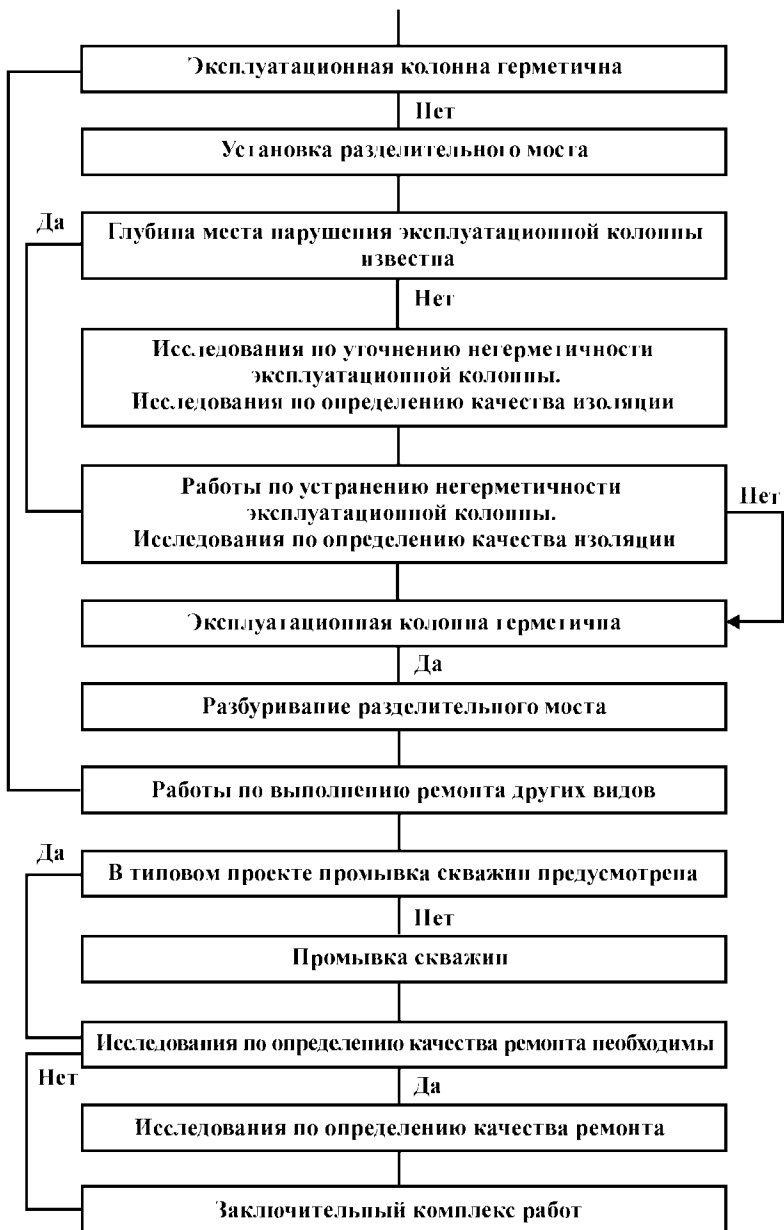 Эксплуатационная колонна герметична
Нет
Установка разделительного моста
Да
Глубина места нарушения эксплуатационной колонны
известна
Нет
Исследования по уточнению негерметичности
эксплуатационной колонны.
Исследования по определению качества изоляции
Работы по устранению негерметичности
эксплуатационной колонны.
Исследования по определению качества изоляции
Нет
Эксплуатационная колонна герметична
Да
Разбуривание разделительного моста
Работы по выполнению ремонта других видов
Да
В типовом проекте промывка скважин предусмотрена
Нет
Промывка скважин
Исследования по определению качества ремонта необходимы
Нет
Да
Исследования по определению качества ремонта
Заключительный комплекс работ